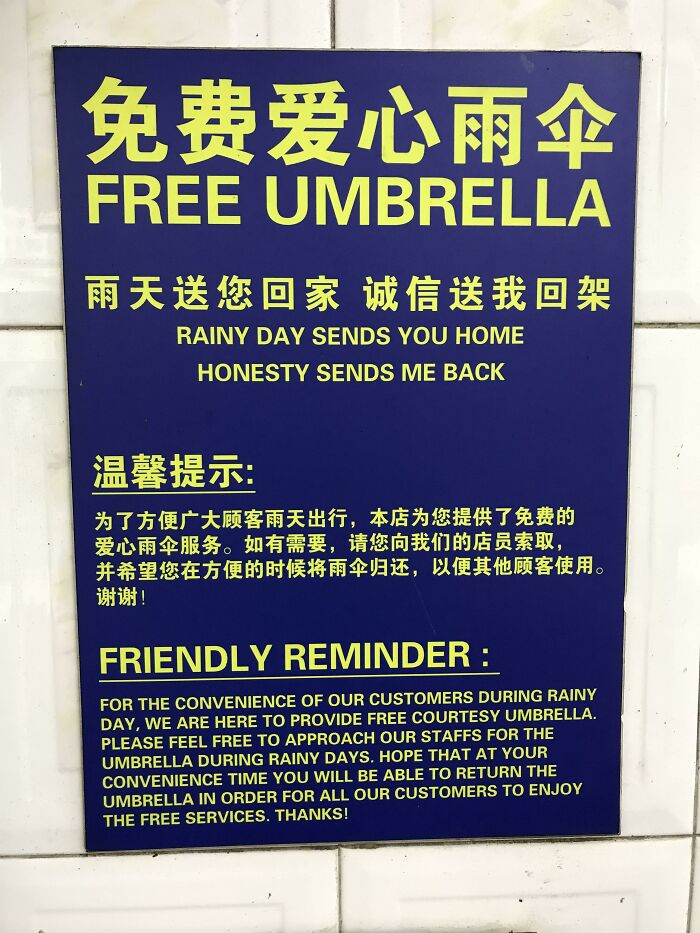 免费爱心雨伞
FREE UMBRELLA
雨天送您回家 诚信送我回架
RAINY DAY SENDS YOU HOME
HONESTY SENDS ME BACK
温馨提示:
为了方便广大顾客雨天出行，本店为您提供了免费的
爱心雨伞服务。如有需要，请您向我们的店员索取，
并希望您在方便的时候将雨伞归还，以便其他顾客使用。
谢谢！
FRIENDLY REMINDER :
FOR THE CONVENIENCE OF OUR CUSTOMERS DURING RAINY
DAY, WE ARE HERE TO PROVIDE FREE COURTESY UMBRELLA.
PLEASE FEEL FREE TO APPROACH OUR STAFFS FOR THE
UMBRELLA DURING RAINY DAYS. HOPE THAT AT YOUR
CONVENIENCE TIME YOU WILL BE ABLE TO RETURN THE
UMBRELLA IN ORDER FOR ALL OUR CUSTOMERS TO ENJOY
THE FREE SERVICES. THANKS!